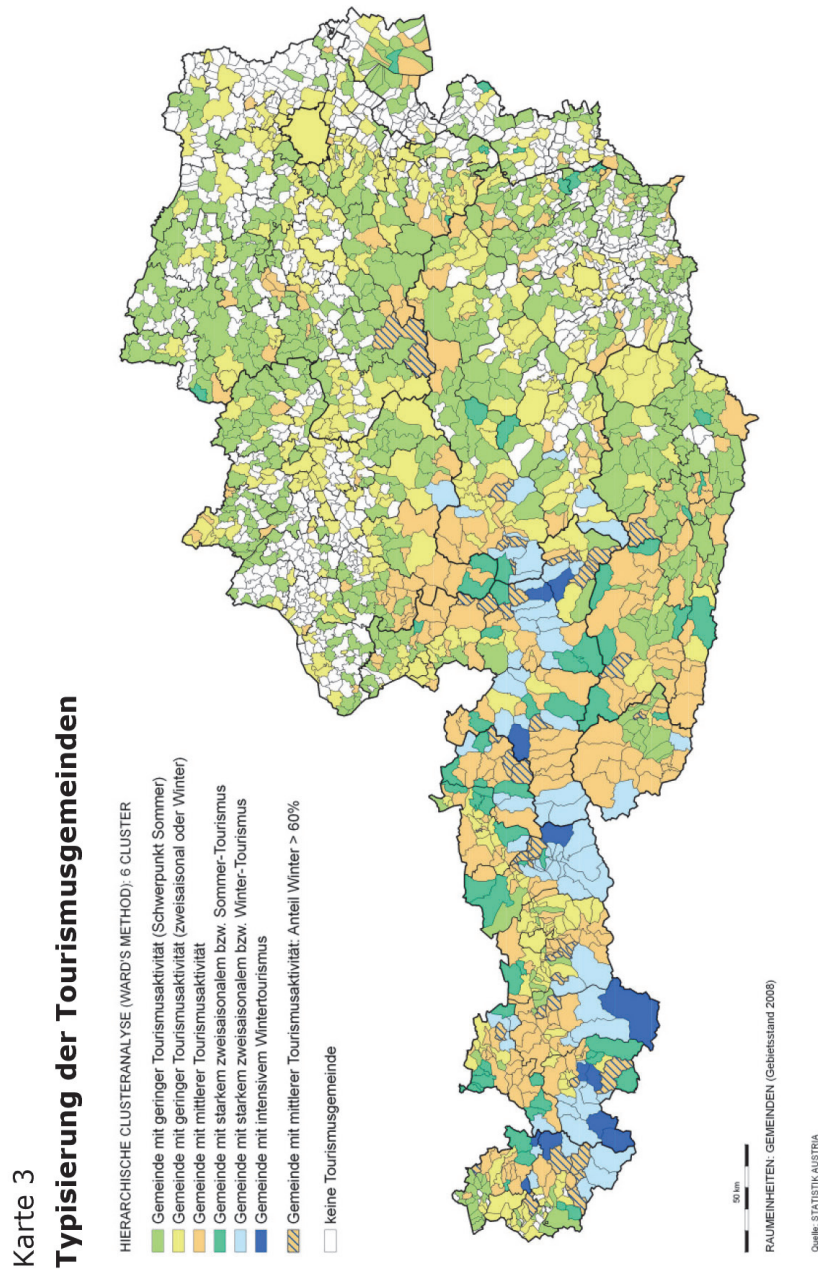 Karte 3
Typisierung der Tourismusgemeinden
HIERARCHISCHE CLUSTERANALYSE (WARD'S METHOD): 6 CLUSTER
Gemeinde mit geringer Tourismusaktivität (Schwerpunkt Sommer)
Gemeinde mit geringer Tourismusaktivität (zweisaisonal oder Winter)
Gemeinde mit mittlerer Tourismusaktivität
Gemeinde mit starkem zweisaisonalem bzw. Sommer-Tourismus
Gemeinde mit starkem zweisaisonalem bzw. Winter-Tourismus
Gemeinde mit intensivem Wintertourismus
Gemeinde mit mittlerer Tourismusaktivität: Anteil Winter > 60%
keine Tourismusgemeinde
50 km
RAUMEINHEITEN: GEMEINDEN (Gebietsstand 2008)
Quelle: STATISTIK AUSTRIA